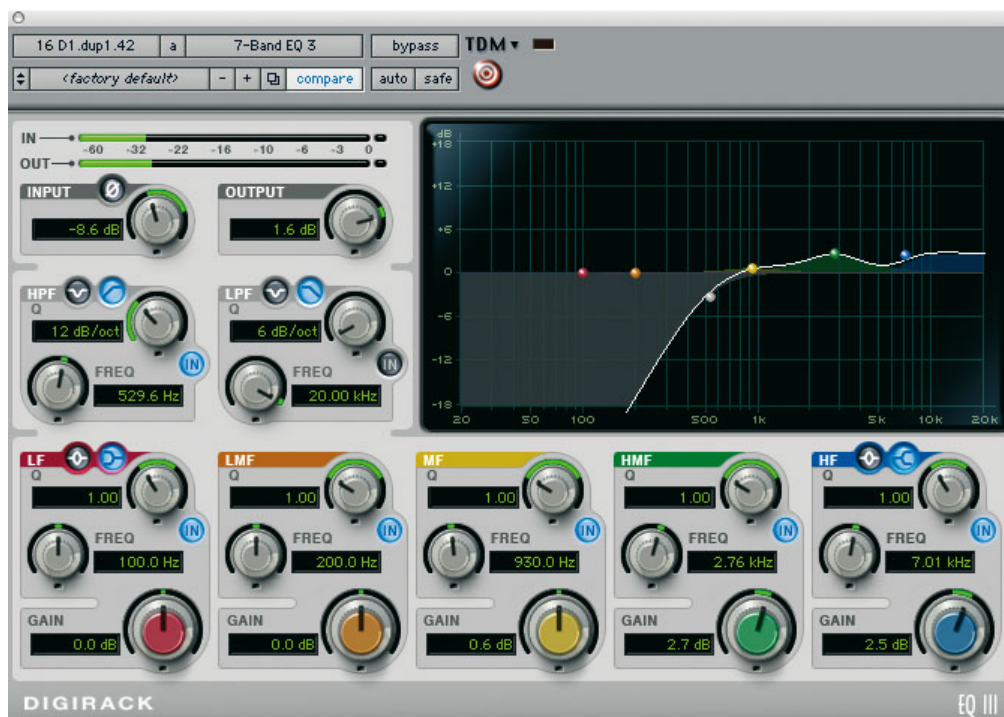 16 D1.dup1.42 a 7-Band EQ 3 bypass TDM
<factory default> - + compare auto safe
IN
-60 -32 -22 -16 -10 -6 -3 0
OUT
INPUT Ø
-8.6 dB
OUTPUT
1.6 dB
HPF
Q
12 dB/oct
IN
FREQ
529.6 Hz
LPF
Q
6 dB/oct
IN
FREQ
20.00 kHz
dB
+18
+12
+6
0
-6
-12
-18
20 50 100 500 1k 5k 10k 20k
LF
Q
1.00
IN
FREQ
100.0 Hz
GAIN
0.0 dB
LMF
Q
1.00
IN
FREQ
200.0 Hz
GAIN
0.0 dB
MF
Q
1.00
IN
FREQ
930.0 Hz
GAIN
0.6 dB
HMF
Q
1.00
IN
FREQ
2.76 kHz
GAIN
2.7 dB
HF
Q
1.00
IN
FREQ
7.01 kHz
GAIN
2.5 dB
DIGIRACK EQ III